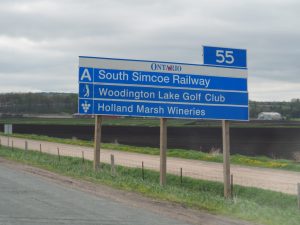 55
ONTARIO
A South Simcoe Railway
Woodington Lake Golf Club
Holland Marsh Wineries